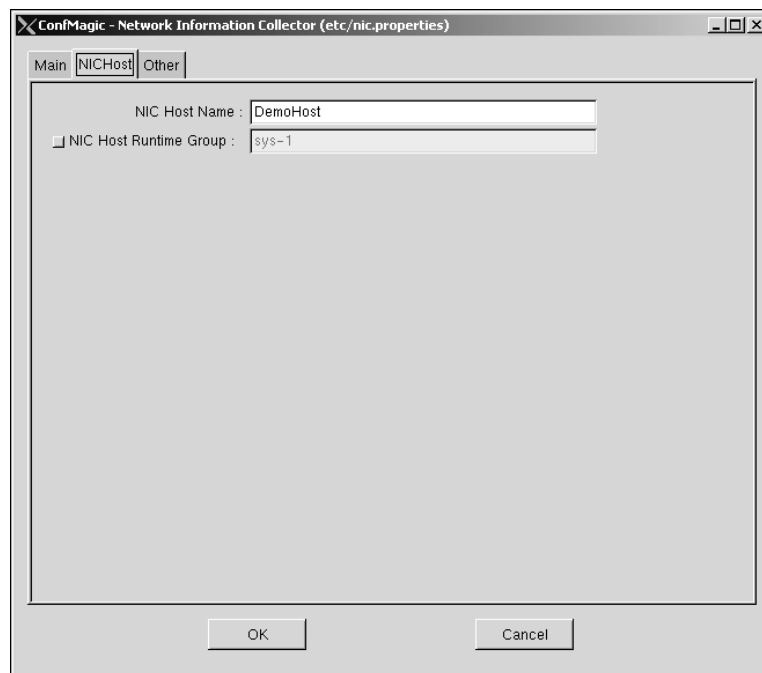 ConfMagic - Network Information Collector (etc/nic.properties)
Main NICHost Other
NIC Host Name : DemoHost
NIC Host Runtime Group : sys-1
OK Cancel